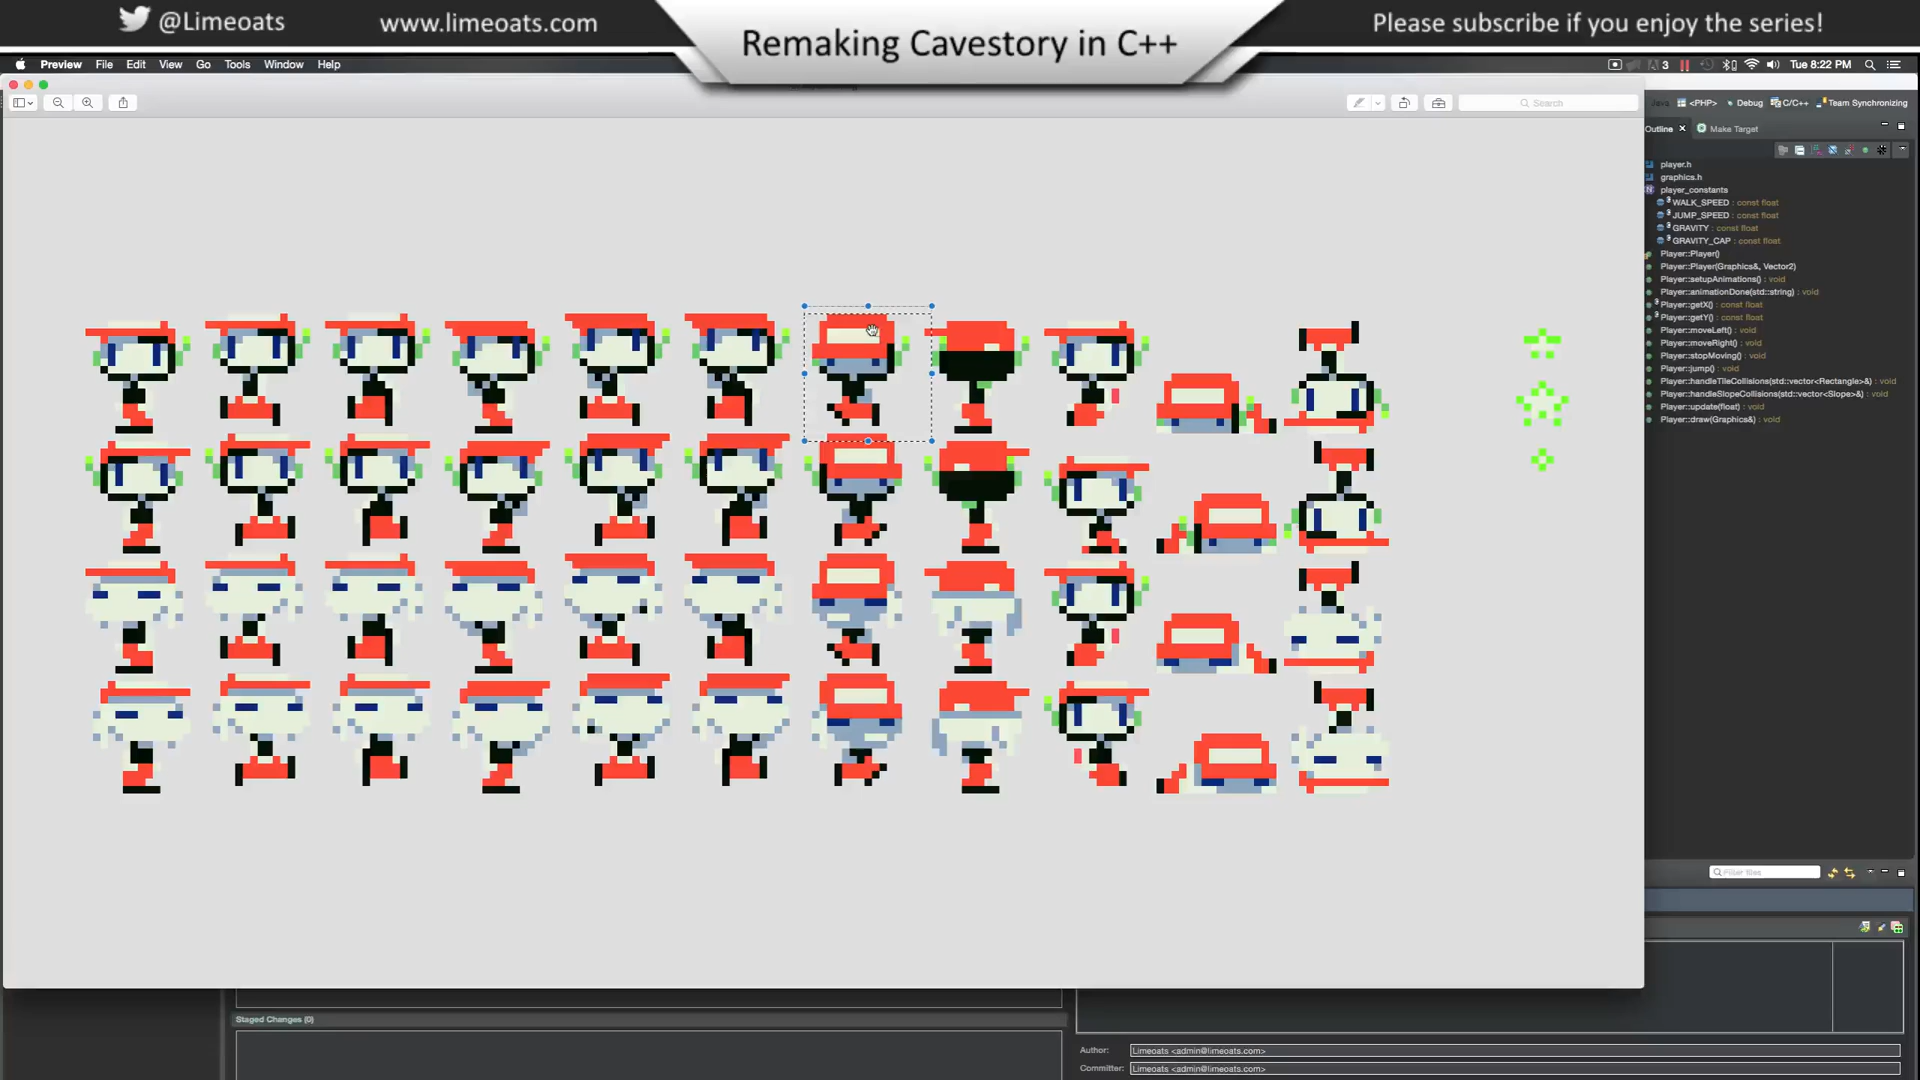 @Limeoats
www.limeoats.com
Remaking Cavestory in C++
Please subscribe if you enjoy the series!
Preview File Edit View Go Tools Window Help
3
Tue 8:22 PM
Search
Java <PHP> Debug C/C++ Team Synchronizing
Outline Make Target
player.h
graphics.h
player_constants
WALK_SPEED : const float
JUMP_SPEED : const float
GRAVITY : const float
GRAVITY_CAP : const float
Player::Player()
Player::Player(Graphics&, Vector2)
Player::setupAnimations() : void
Player::animationDone(std::string) : void
Player::getX() : const float
Player::getY() : const float
Player::moveLeft() : void
Player::moveRight() : void
Player::stopMoving() : void
Player::jump() : void
Player::handleTileCollisions(std::vector<Rectangle>&) : void
Player::handleSlopeCollisions(std::vector<Slope>&) : void
Player::update(float) : void
Player::draw(Graphics&) : void
Filter files
Staged Changes (0)
Author: Limeoats <admin@limeoats.com>
Committer: Limeoats <admin@limeoats.com>